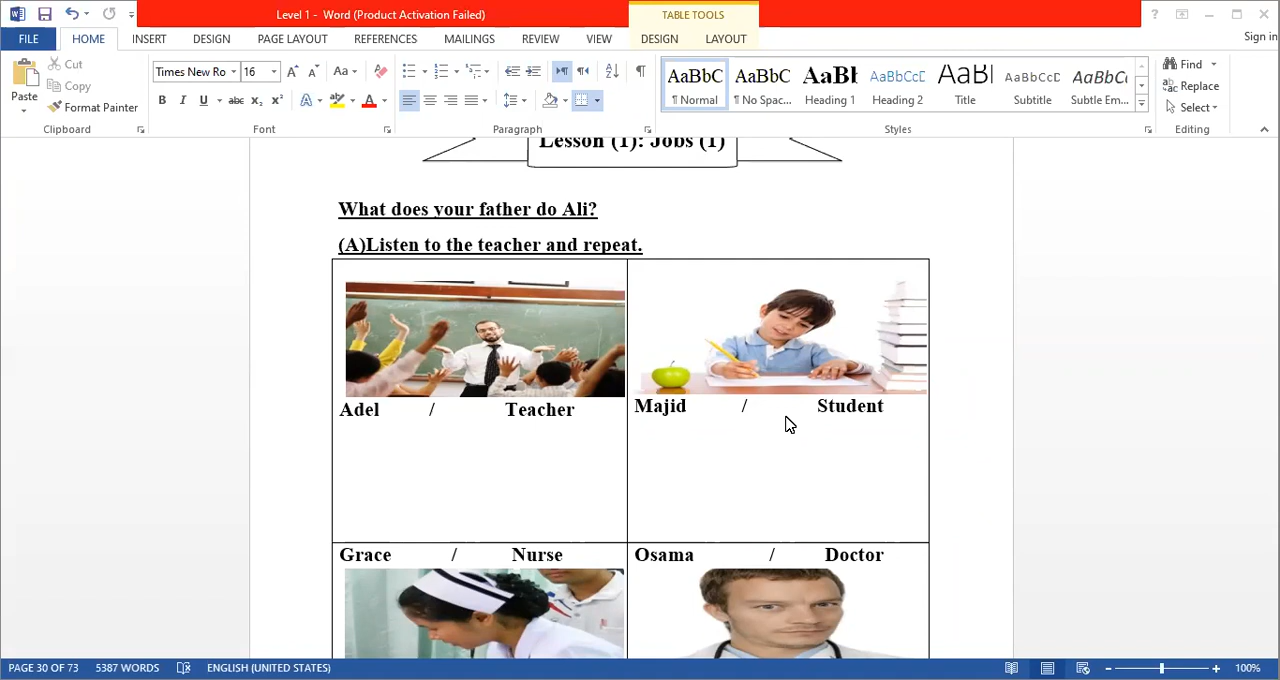 Level 1 - Word (Product Activation Failed)
TABLE TOOLS
FILE HOME INSERT DESIGN PAGE LAYOUT REFERENCES MAILINGS REVIEW VIEW DESIGN LAYOUT Sign in
Paste
Cut
Copy
Format Painter
Clipboard
Times New Ro 16
Font
Paragraph
AaBbC AaBbC AaBbl AaBbCcD AaBl AaBbCcD AaBbCc
¶ Normal ¶ No Spac... Heading 1 Heading 2 Title Subtitle Subtle Em...
Styles
Find
Replace
Select
Editing
Lesson (1): Jobs (1)
What does your father do Ali?
(A)Listen to the teacher and repeat.
Adel / Teacher
Majid / Student
Grace / Nurse
Osama / Doctor
PAGE 30 OF 73 5387 WORDS ENGLISH (UNITED STATES) 100%